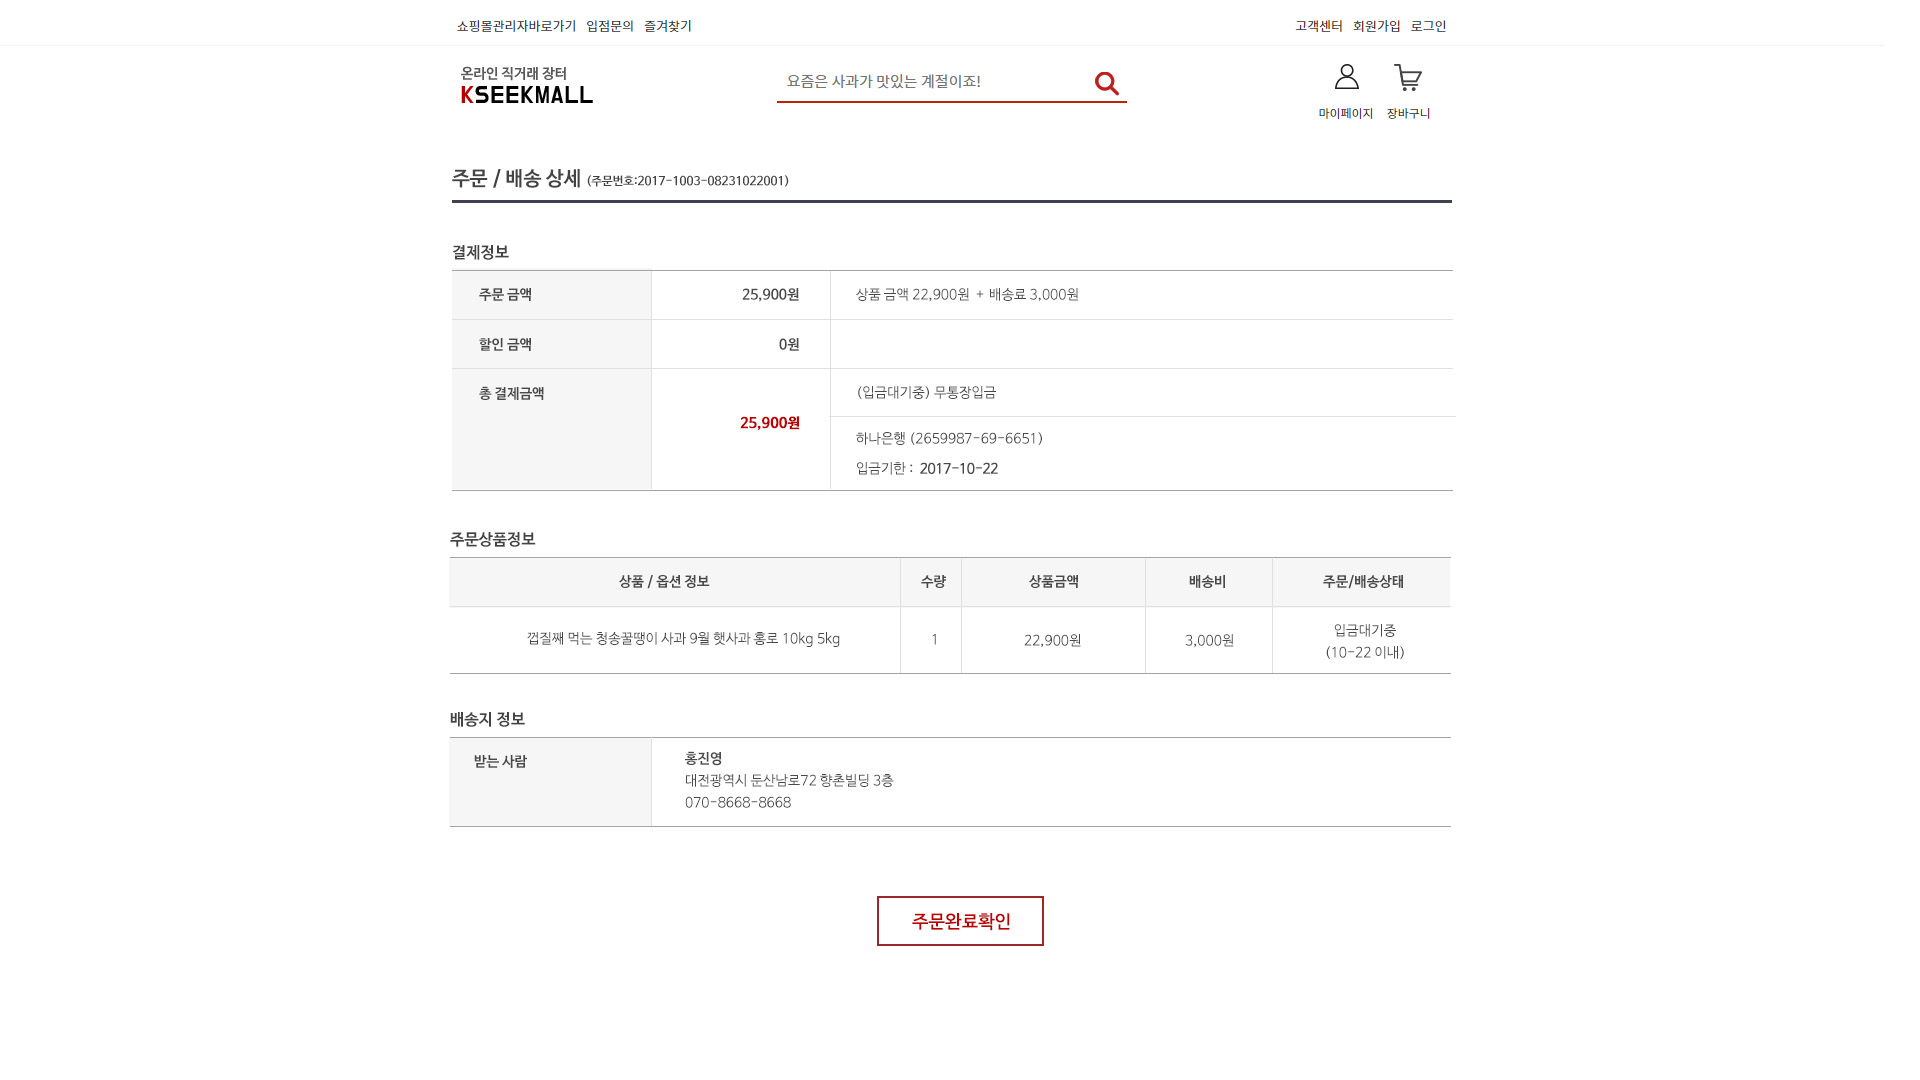 쇼핑몰관리자바로가기 입점문의 즐겨찾기 고객센터 회원가입 로그인
온라인 직거래 장터
KSEEKMALL
요즘은 사과가 맛있는 계절이죠!
마이페이지 장바구니
주문 / 배송 상세 (주문번호:2017-1003-08231022001)
결제정보
주문 금액 25,900원 상품 금액 22,900원 + 배송료 3,000원
할인 금액 0원
총 결제금액 25,900원 (입금대기중) 무통장입금
하나은행 (2659987-69-6651)
입금기한 : 2017-10-22
주문상품정보
상품 / 옵션 정보 수량 상품금액 배송비 주문/배송상태
껍질째 먹는 청송꿀땡이 사과 9월 햇사과 홍로 10kg 5kg 1 22,900원 3,000원 입금대기중
(10-22 이내)
배송지 정보
받는 사람 홍진영
대전광역시 둔산남로72 향촌빌딩 3층
070-8668-8668
주문완료확인